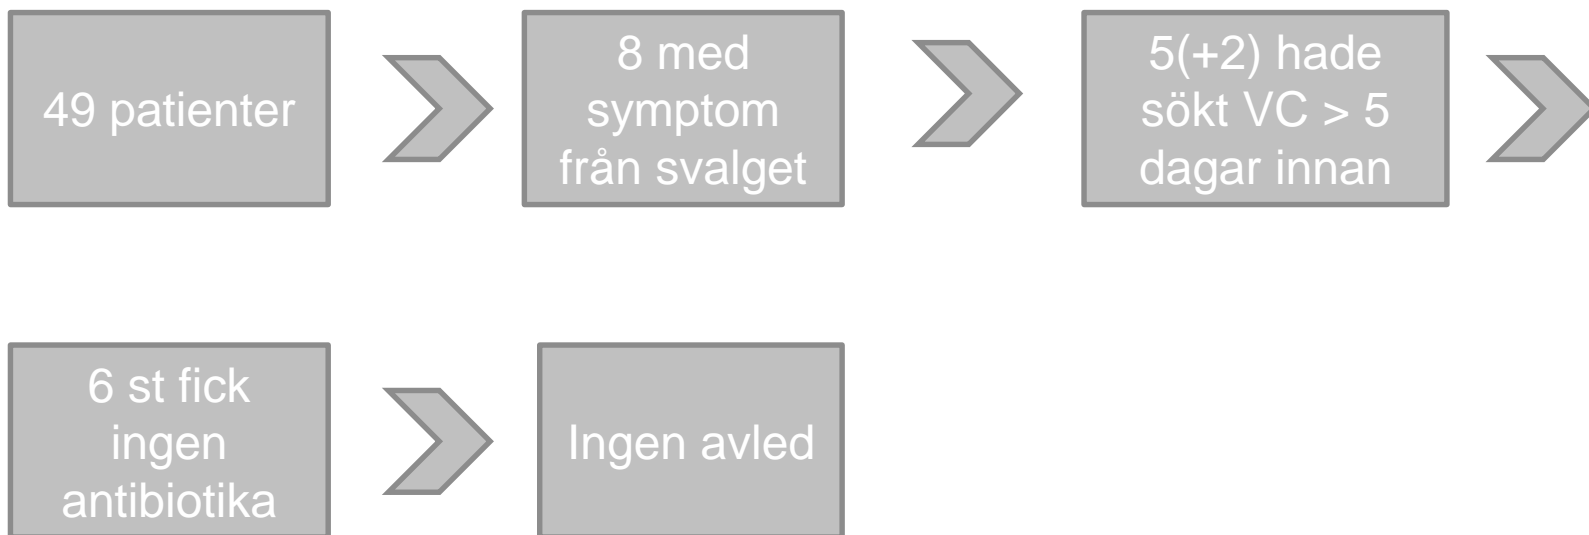 49 patienter
8 med
symptom
från svalget
5(+2) hade
sökt VC > 5
dagar innan
6 st fick
ingen
antibiotika
Ingen avled